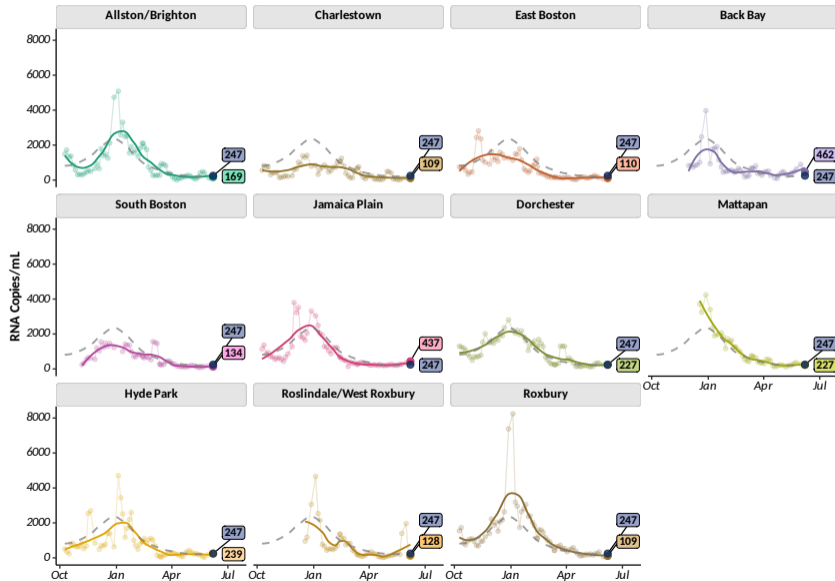 Allston/Brighton
Charlestown
East Boston
Back Bay
8000
6000
4000
2000
0
247
169
247
109
247
110
462
247
South Boston
Jamaica Plain
Dorchester
Mattapan
RNA Copies/mL
8000
6000
4000
2000
0
247
134
437
247
247
227
247
227
Oct Jan Apr Jul
Hyde Park
Roslindale/West Roxbury
Roxbury
8000
6000
4000
2000
0
247
239
247
128
247
109
Oct Jan Apr Jul
Oct Jan Apr Jul
Oct Jan Apr Jul